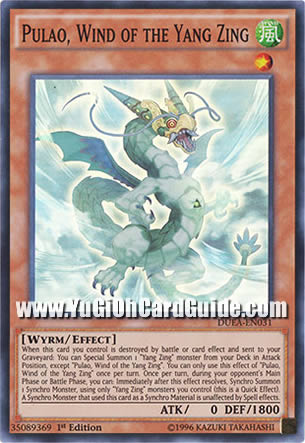 PULAO, WIND OF THE YANG ZING
風
www.YuGiOhCardGuide.com
DUEA-EN031
[WYRM/EFFECT]
When this card you control is destroyed by battle or card effect and sent to your
Graveyard: You can Special Summon 1 "Yang Zing" monster from your Deck in Attack
Position, except "Pulao, Wind of the Yang Zing". You can only use this effect of "Pulao,
Wind of the Yang Zing" once per turn. Once per turn, during your opponent's Main
Phase or Battle Phase, you can: Immediately after this effect resolves, Synchro Summon
1 Synchro Monster, using only "Yang Zing" monsters you control (this is a Quick Effect).
A Synchro Monster that used this card as a Synchro Material is unaffected by Spell effects.
ATK/ 0 DEF/1800
35089369 1st Edition ©1996 KAZUKI TAKAHASHI